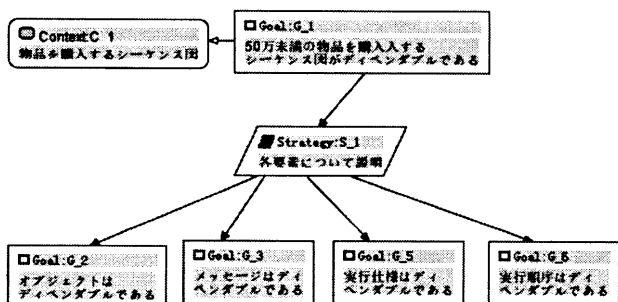 Context:C_1
物品を購入するシーケンス図
Goal:G_1
50万未満の物品を購入入する
シーケンス図がディペンダブルである
Strategy:S_1
各要素について説明
Goal:G_2
オブジェクトは
ディペンダブルである
Goal:G_3
メッセージはディ
ペンダブルである
Goal:G_5
実行仕様はディ
ペンダブルである
Goal:G_6
実行順序はディ
ペンダブルである